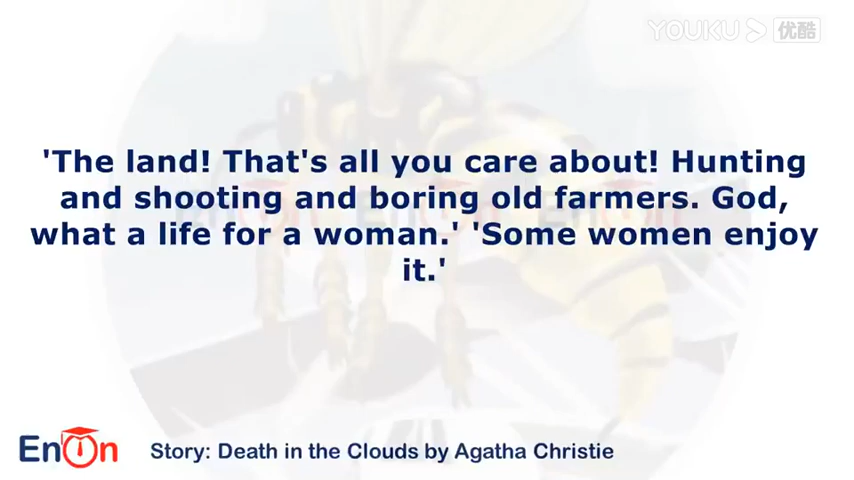 YOUKU 优酷
'The land! That's all you care about! Hunting
and shooting and boring old farmers. God,
what a life for a woman.' 'Some women enjoy
it.'
EnOn
Story: Death in the Clouds by Agatha Christie